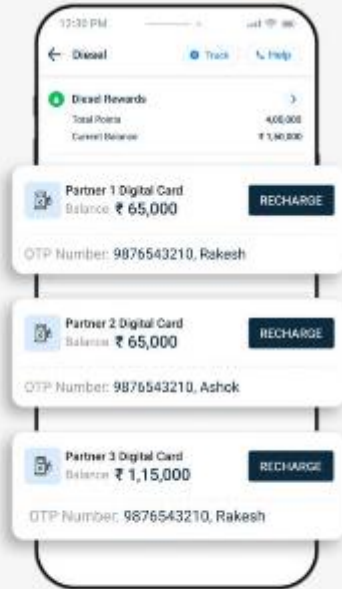 12:30 PM
← Diesel Track Help
Diesel Rewards >
Total Points 4,00,000
Current Balance ₹ 1,60,000
Partner 1 Digital Card
Balance ₹ 65,000
RECHARGE
OTP Number: 9876543210, Rakesh
Partner 2 Digital Card
Balance ₹ 65,000
RECHARGE
OTP Number: 9876543210, Ashok
Partner 3 Digital Card
Balance ₹ 1,15,000
RECHARGE
OTP Number: 9876543210, Rakesh